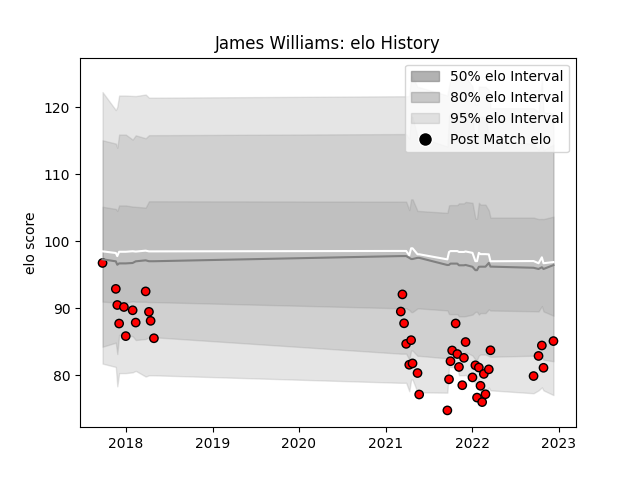 James Williams: elo History
50% elo Interval
80% elo Interval
95% elo Interval
Post Match elo
elo score
120
110
100
90
80
2018
2019
2020
2021
2022
2023